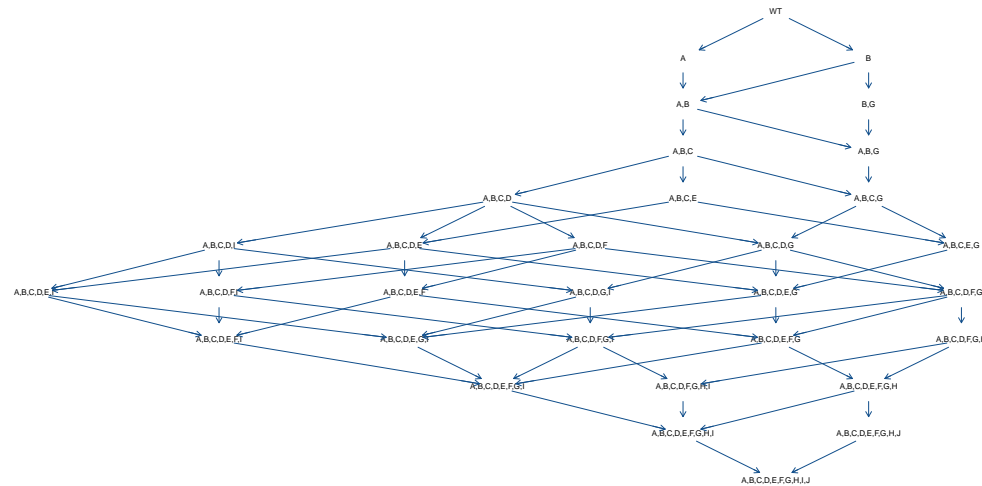 WT
A B
A,B B,G
A,B,C A,B,G
A,B,C,D A,B,C,E A,B,C,G
A,B,C,D,I A,B,C,D,E A,B,C,D,F A,B,C,D,G A,B,C,E,G
A,B,C,D,E,I A,B,C,D,F,I A,B,C,D,E,F A,B,C,D,G,I A,B,C,D,E,G A,B,C,D,F,G
A,B,C,D,E,F,I A,B,C,D,E,G,I A,B,C,D,F,G,I A,B,C,D,E,F,G A,B,C,D,F,G,H
A,B,C,D,E,F,G,I A,B,C,D,F,G,H,I A,B,C,D,E,F,G,H
A,B,C,D,E,F,G,H,I A,B,C,D,E,F,G,H,J
A,B,C,D,E,F,G,H,I,J